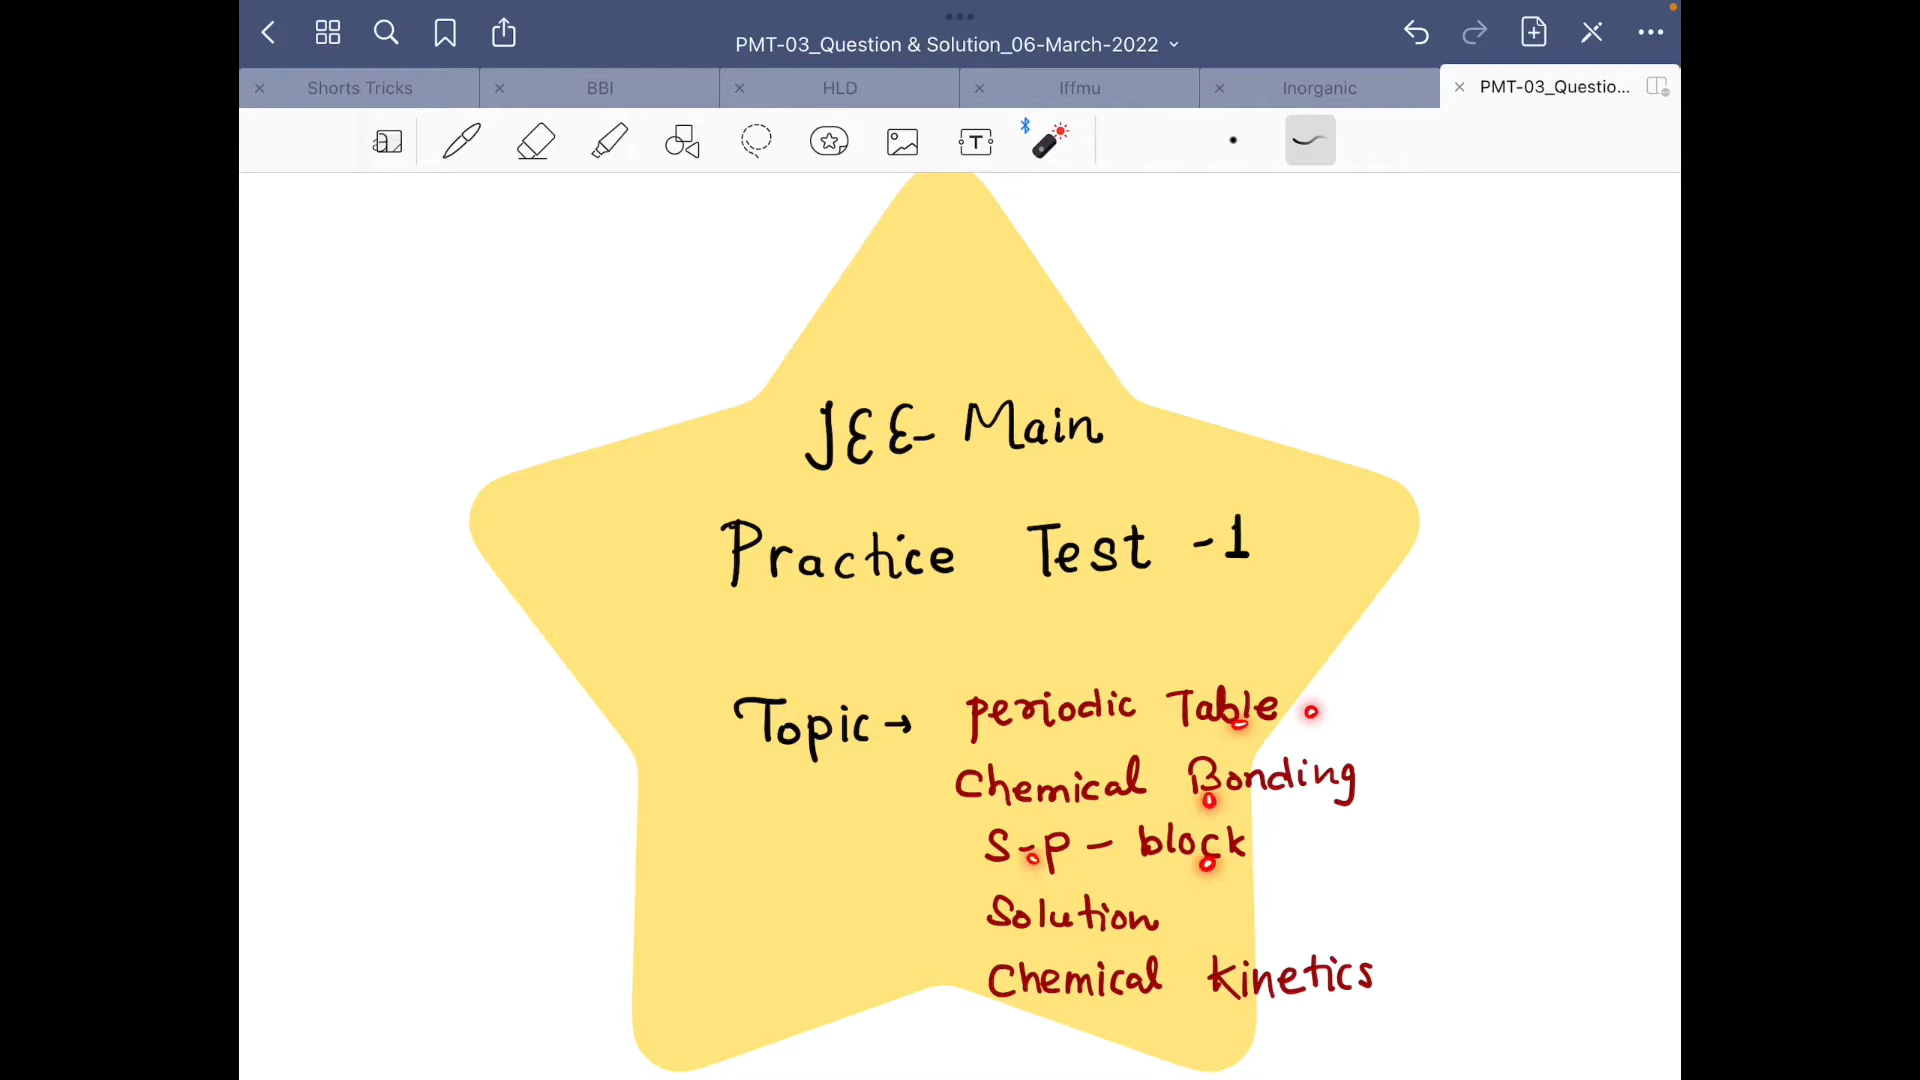 PMT-03_Question & Solution_06-March-2022
Shorts Tricks
BBI
HLD
Iffmu
Inorganic
PMT-03_Questio...
T
JEE- Main
Practice Test -1
Topic → periodic Table
Chemical Bonding
S-p- block
Solution
Chemical kinetics